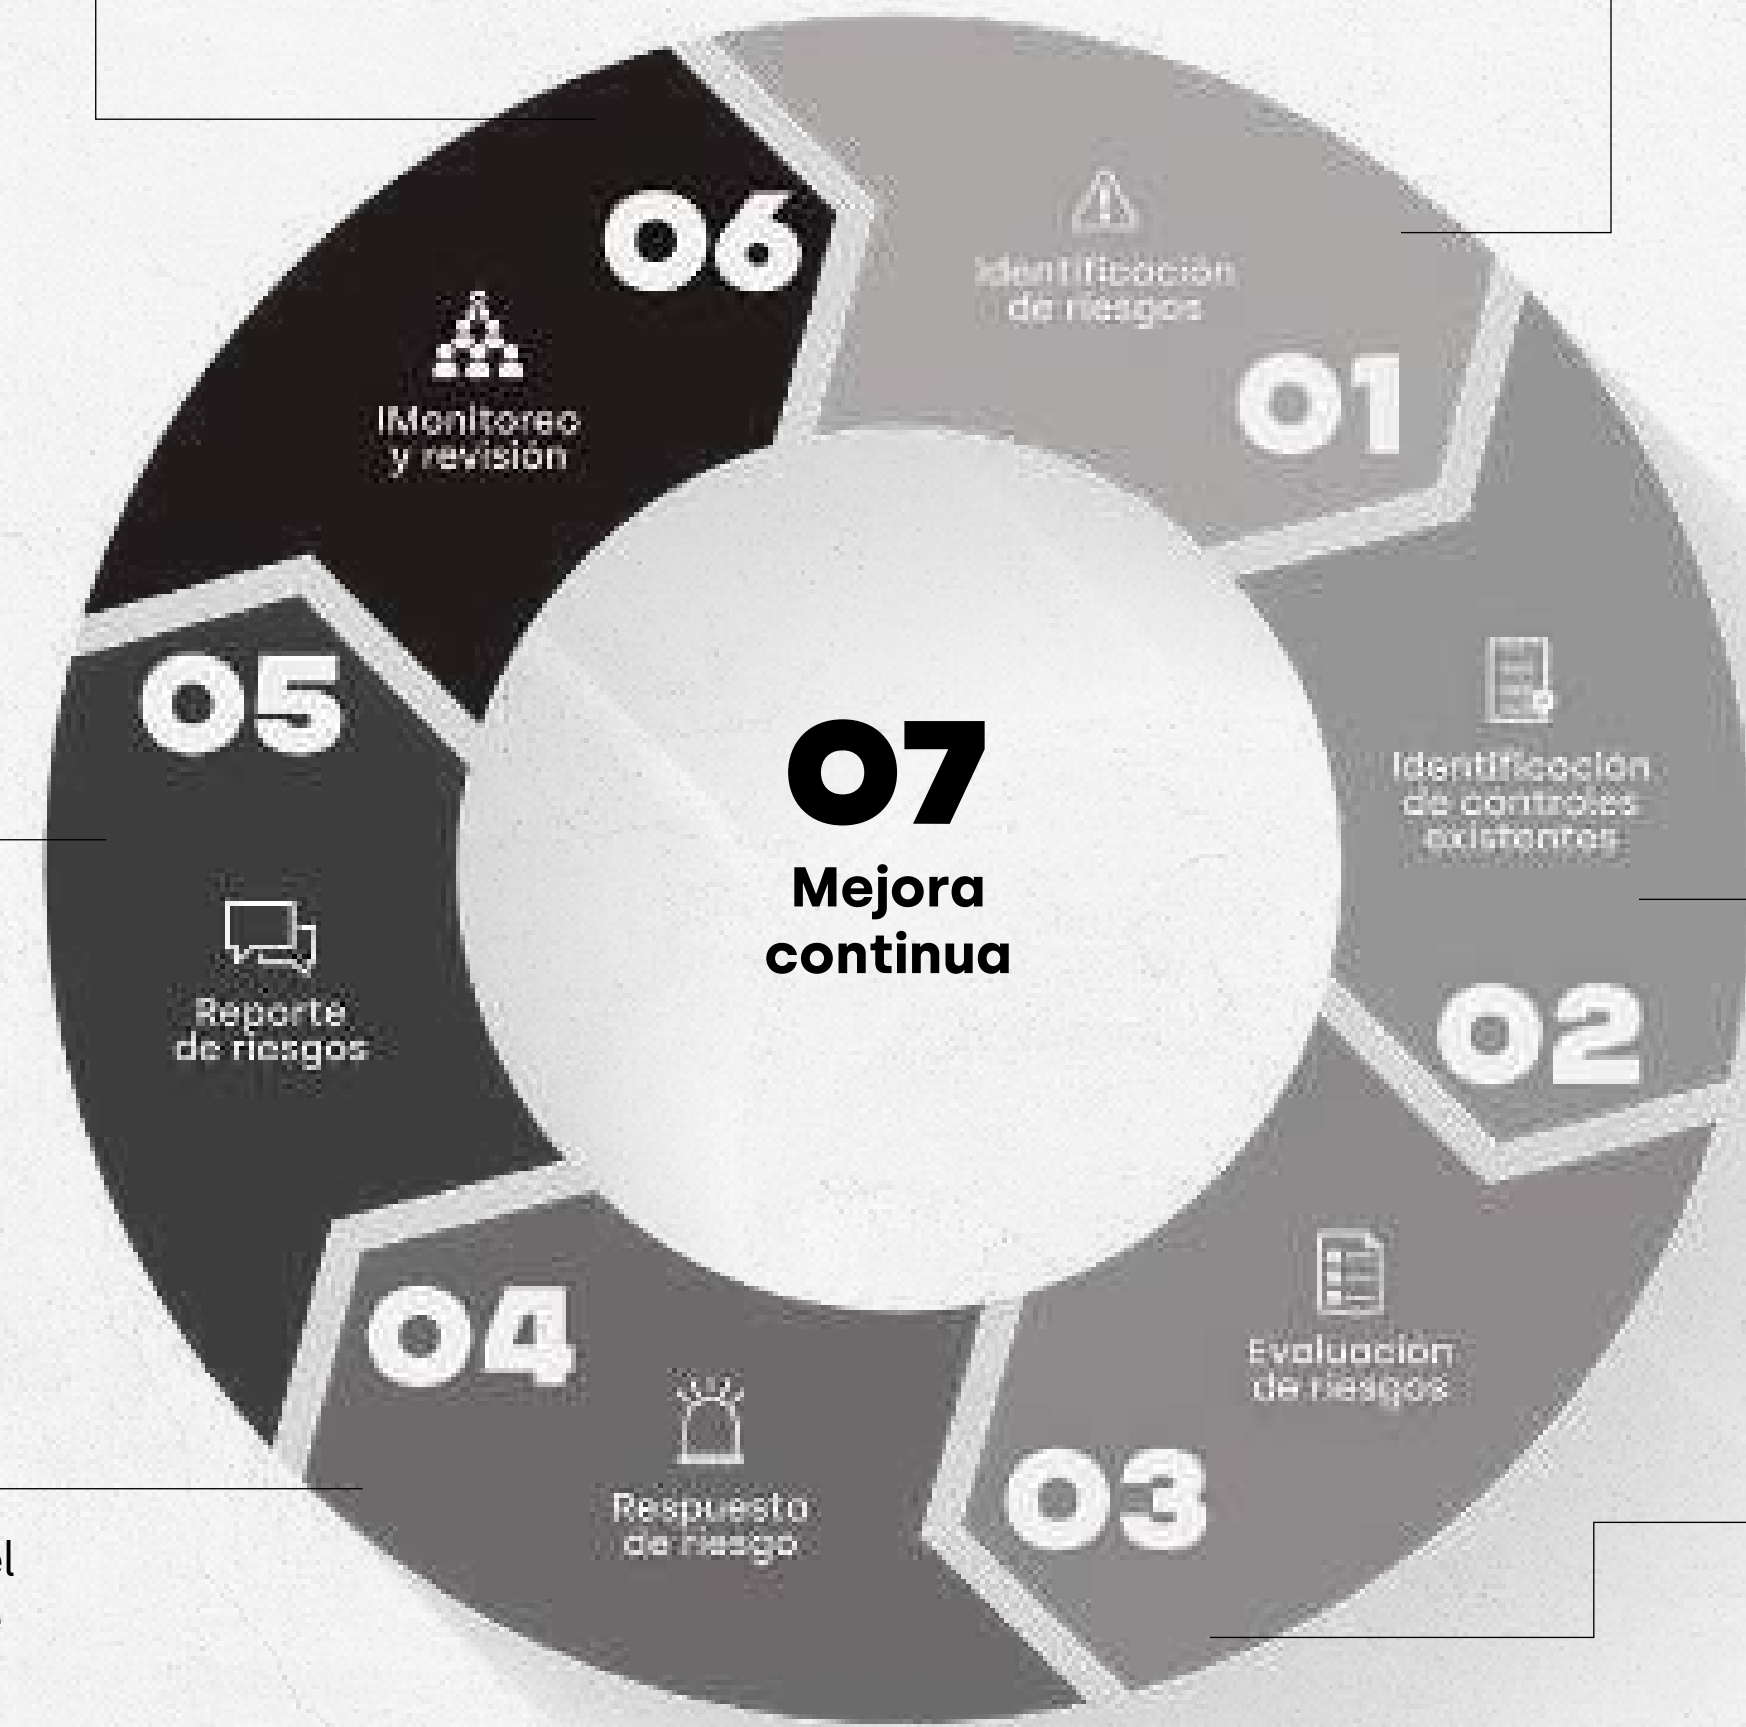 Identificación
de riesgos
01
Identificación
de controles
existentes
02
Evaluación
de riesgos
03
04
Respuesta
de riesgo
05
Reporte
de riesgos
06
IMonitoreo
y revisión
07
Mejora
continua
el